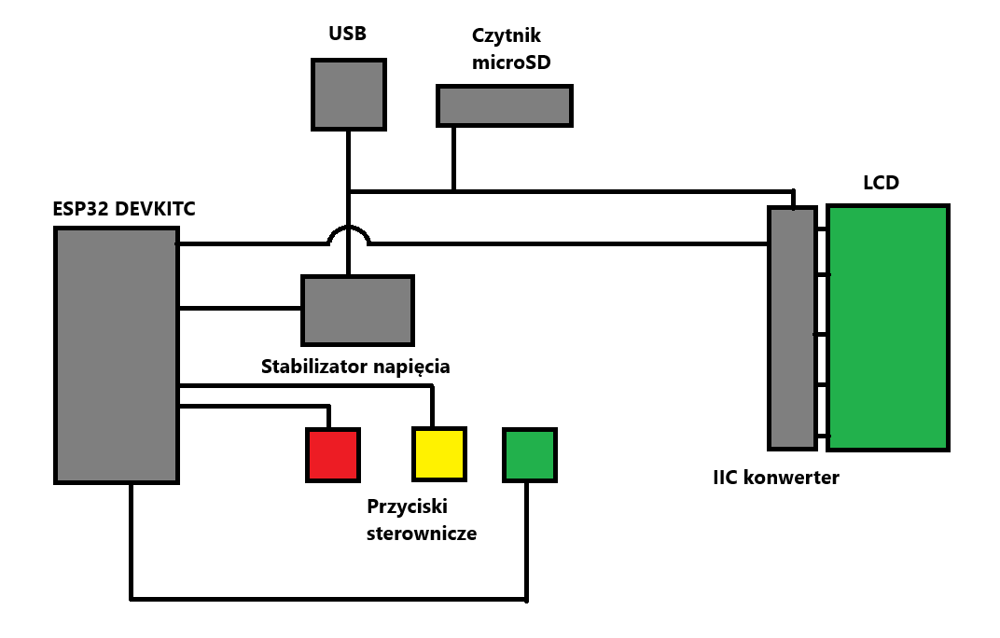 USB
Czytnik
microSD
LCD
ESP32 DEVKITC
Stabilizator napięcia
IIC konwerter
Przyciski
sterownicze